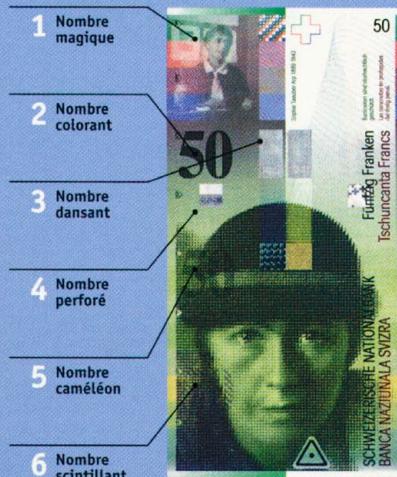 1 Nombre
magique
2 Nombre
colorant
3 Nombre
dansant
4 Nombre
perforé
5 Nombre
caméléon
6 Nombre
scintillant
50
50
Fünfzig Franken
Tschuncanta Francs
SCHWEIZERISCHE NATIONALBANK
BANCA NAZIUNALA SVIZRA